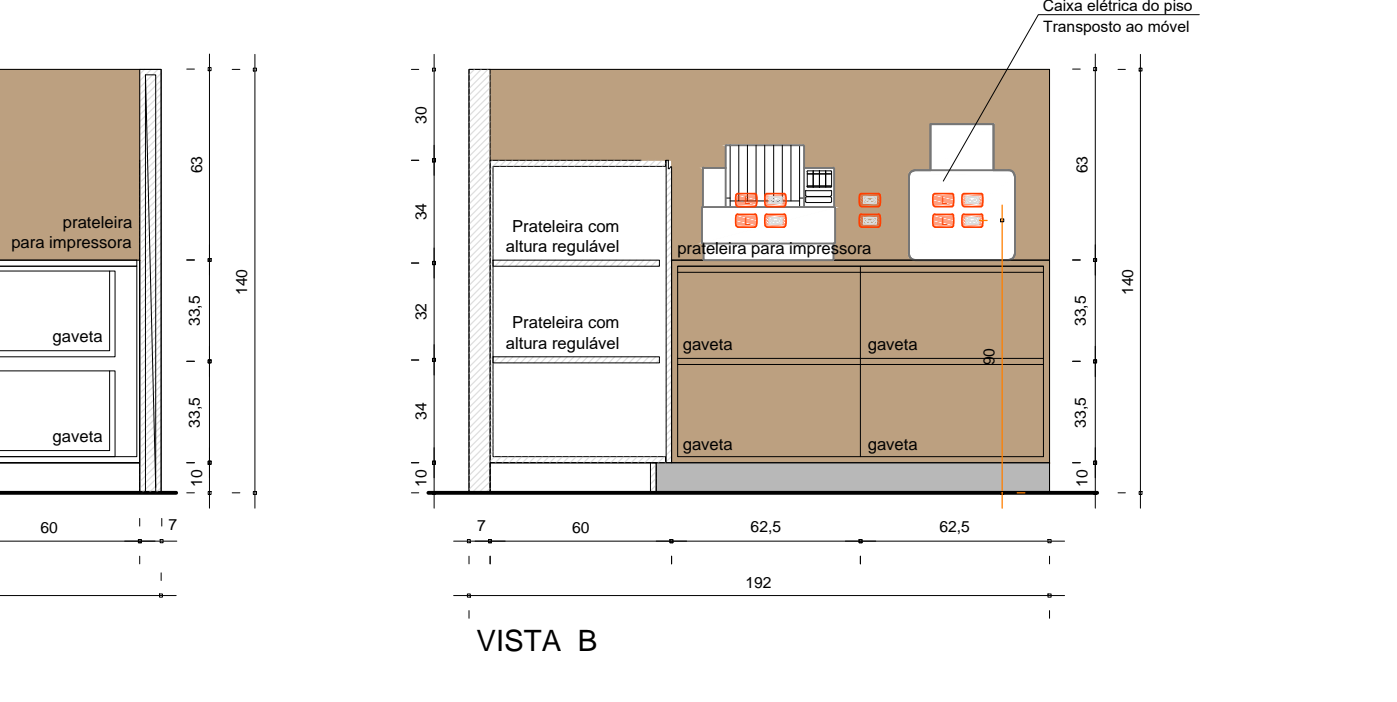 Caixa elétrica do piso
Transposto ao móvel
prateleira
para impressora
gaveta
gaveta
63
33,5
33,5
10
140
60
7
30
34
32
34
10
Prateleira com
altura regulável
Prateleira com
altura regulável
prateleira para impressora
gaveta
gaveta
gaveta
gaveta
90
63
33,5
33,5
10
140
7
60
62,5
62,5
192
VISTA B